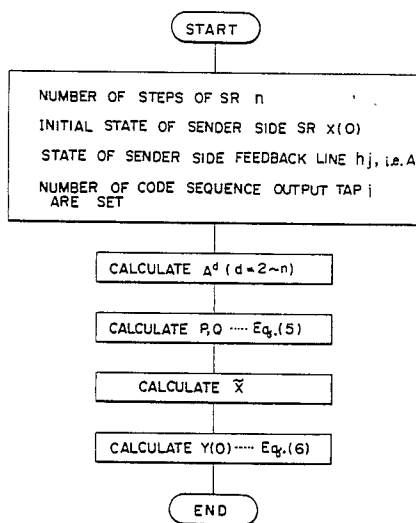 START
NUMBER OF STEPS OF SR n
INITIAL STATE OF SENDER SIDE SR X(0)
STATE OF SENDER SIDE FEEDBACK LINE hj, i.e. A
NUMBER OF CODE SEQUENCE OUTPUT TAP i
ARE SET
CALCULATE A^d (d=2~n)
CALCULATE P,Q ····· Eq.(5)
CALCULATE x̃
CALCULATE Y(0) ····· Eq.(6)
END